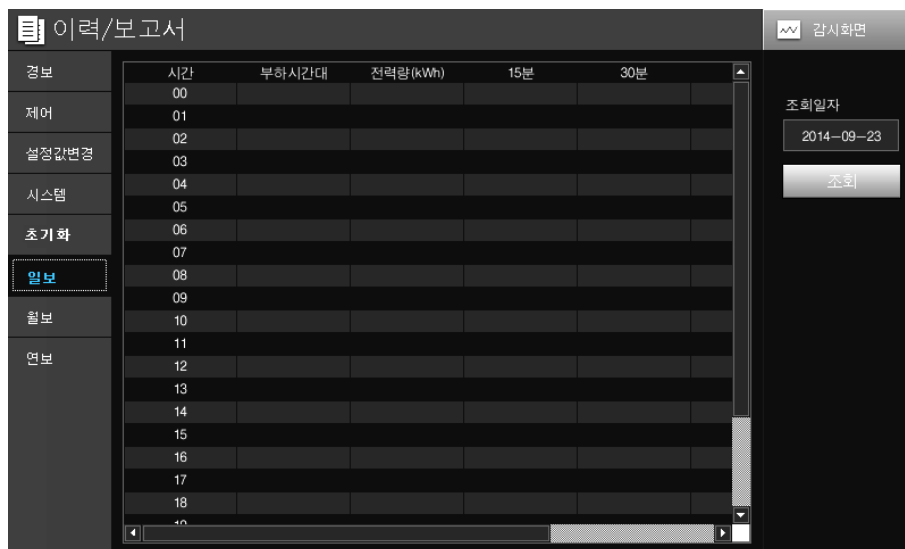 이력/보고서
감시화면
경보
제어
설정값변경
시스템
초기화
일보
월보
연보
시간 부하시간대 전력량(kWh) 15분 30분
00
01
02
03
04
05
06
07
08
09
10
11
12
13
14
15
16
17
18
19
조회일자
2014-09-23
조회